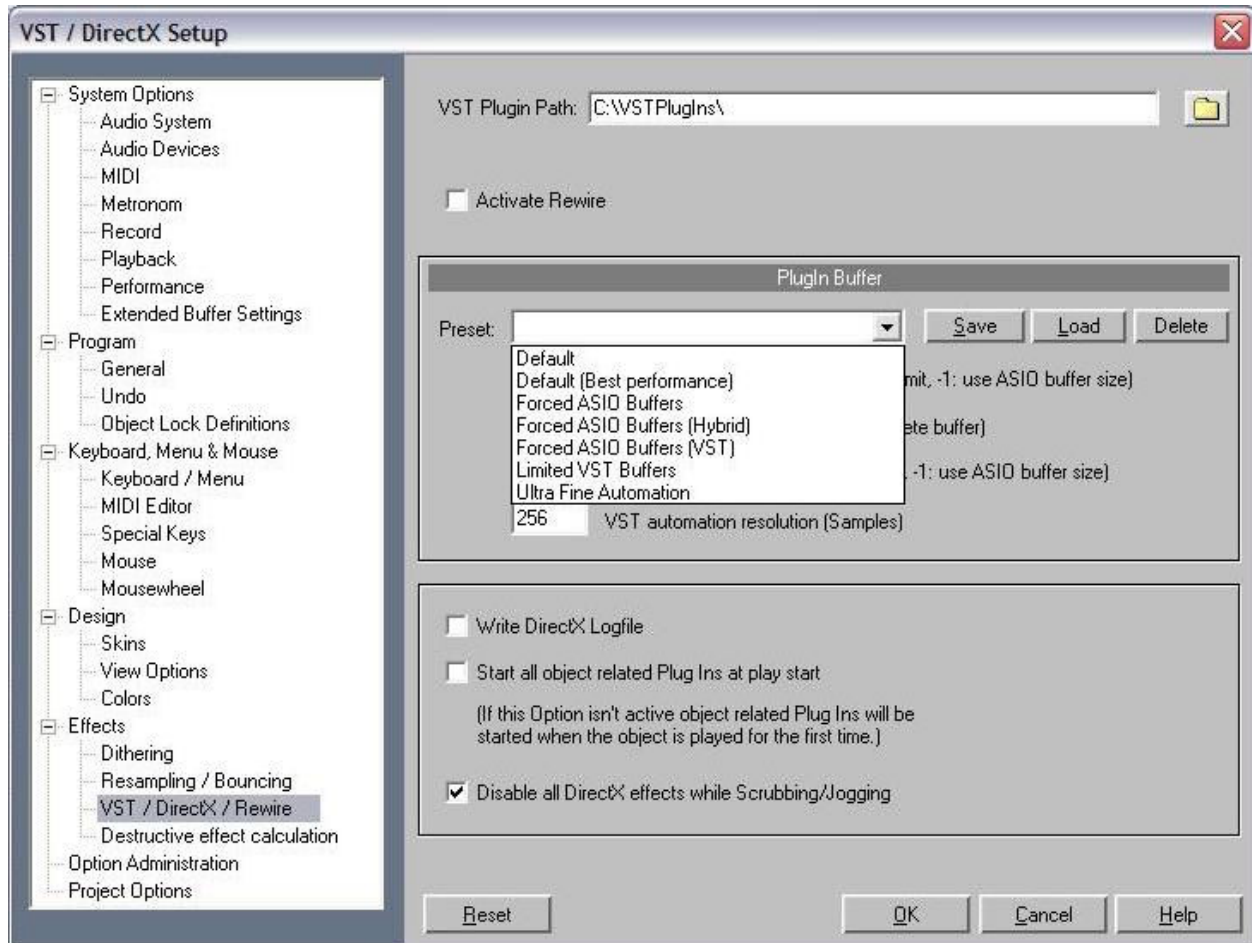 VST / DirectX Setup
System Options
Audio System
Audio Devices
MIDI
Metronom
Record
Playback
Performance
Extended Buffer Settings
Program
General
Undo
Object Lock Definitions
Keyboard, Menu & Mouse
Keyboard / Menu
MIDI Editor
Special Keys
Mouse
Mousewheel
Design
Skins
View Options
Colors
Effects
Dithering
Resampling / Bouncing
VST / DirectX / Rewire
Destructive effect calculation
Option Administration
Project Options
VST Plugin Path: C:\VSTPlugIns\
Activate Rewire
PlugIn Buffer
Preset: Save Load Delete
Default
Default (Best performance)
Forced ASIO Buffers
Forced ASIO Buffers (Hybrid)
Forced ASIO Buffers (VST)
Limited VST Buffers
Ultra Fine Automation
mit, -1: use ASIO buffer size)
ete buffer)
, -1: use ASIO buffer size)
256 VST automation resolution (Samples)
Write DirectX Logfile
Start all object related Plug Ins at play start
(If this Option isn't active object related Plug Ins will be
started when the object is played for the first time.)
Disable all DirectX effects while Scrubbing/Jogging
Reset OK Cancel Help